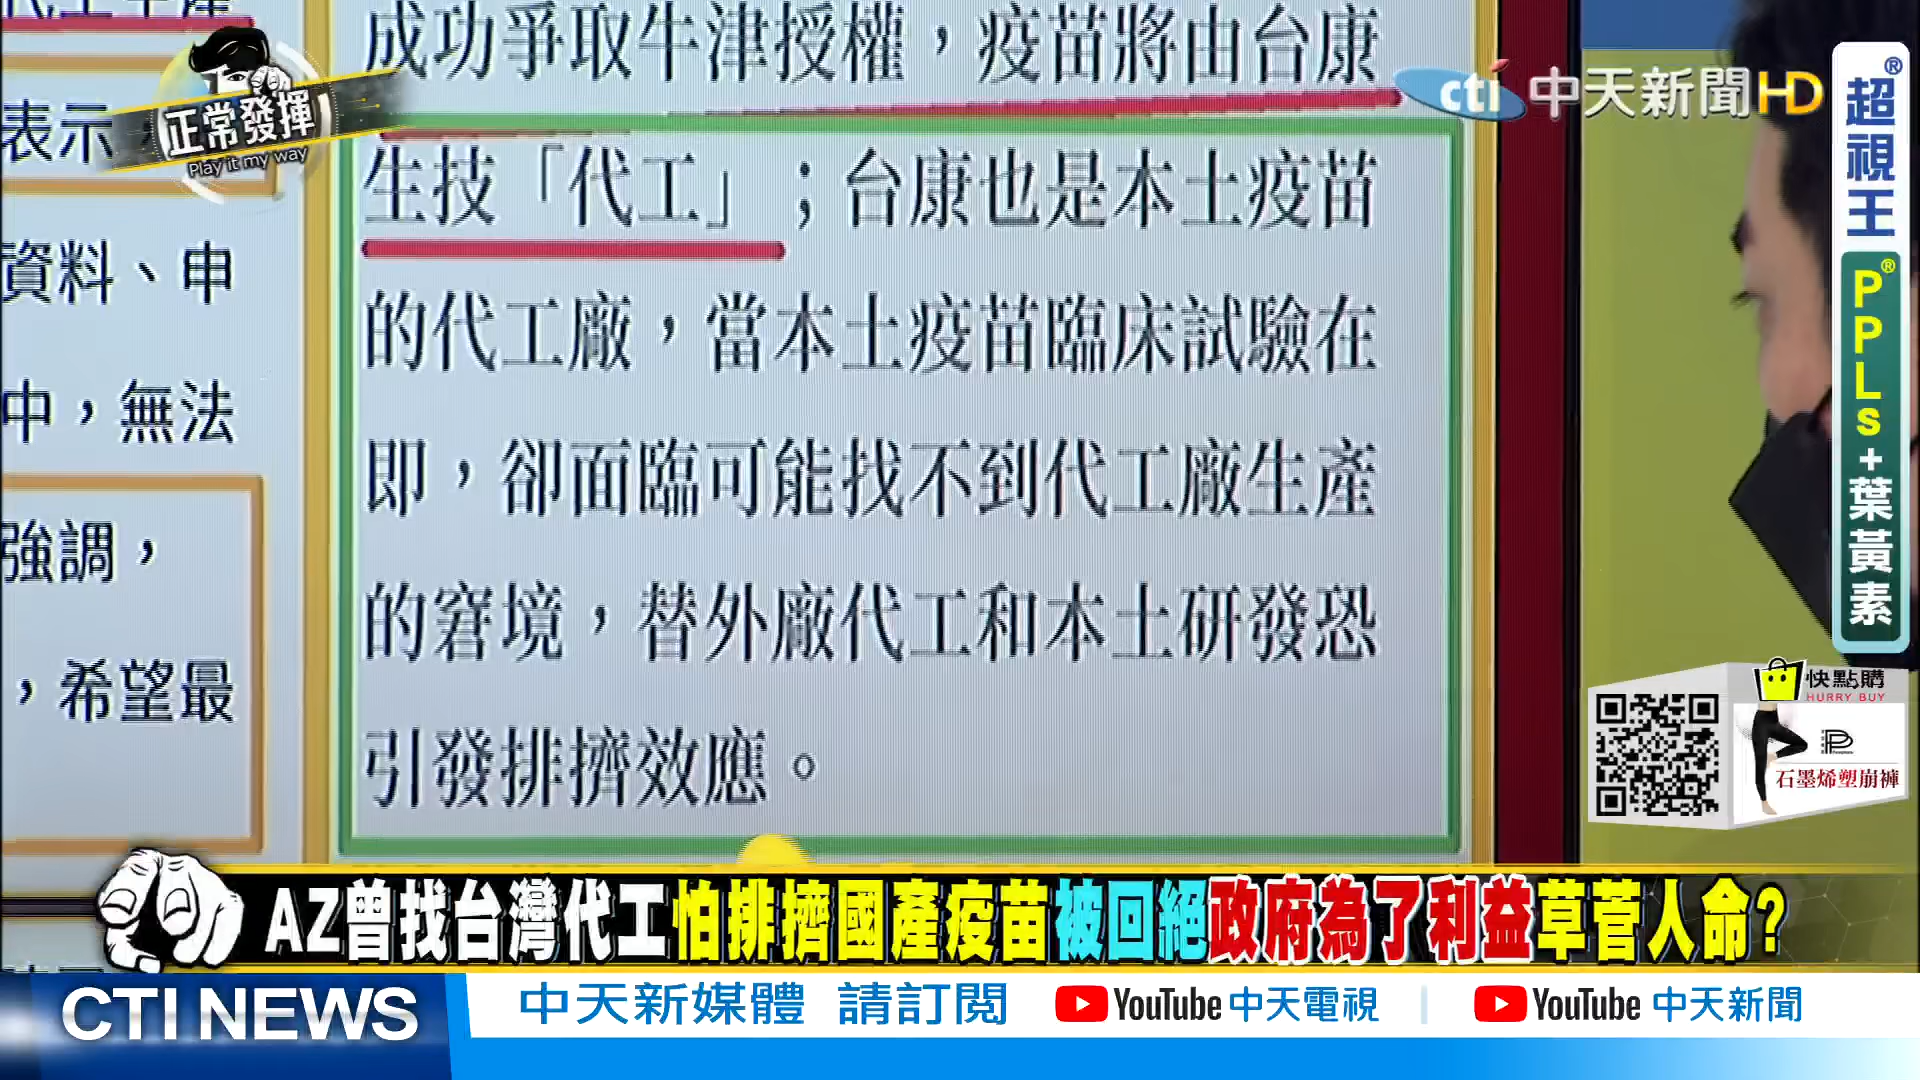 代工生產
表示，
資料、申
中，無法
強調，
，希望最
成功爭取牛津授權，疫苗將由台康
生技「代工」；台康也是本土疫苗
的代工廠，當本土疫苗臨床試驗在
即，卻面臨可能找不到代工廠生產
的窘境，替外廠代工和本土研發恐
引發排擠效應。
正常發揮
Play it my way
cti 中天新聞HD
超視王®
PPLs®+葉黃素
快點購
HURRY BUY
石墨烯塑崩褲
AZ曾找台灣代工怕排擠國產疫苗被回絕政府為了利益草菅人命?
CTI NEWS
中天新媒體 請訂閱 YouTube 中天電視 | YouTube 中天新聞